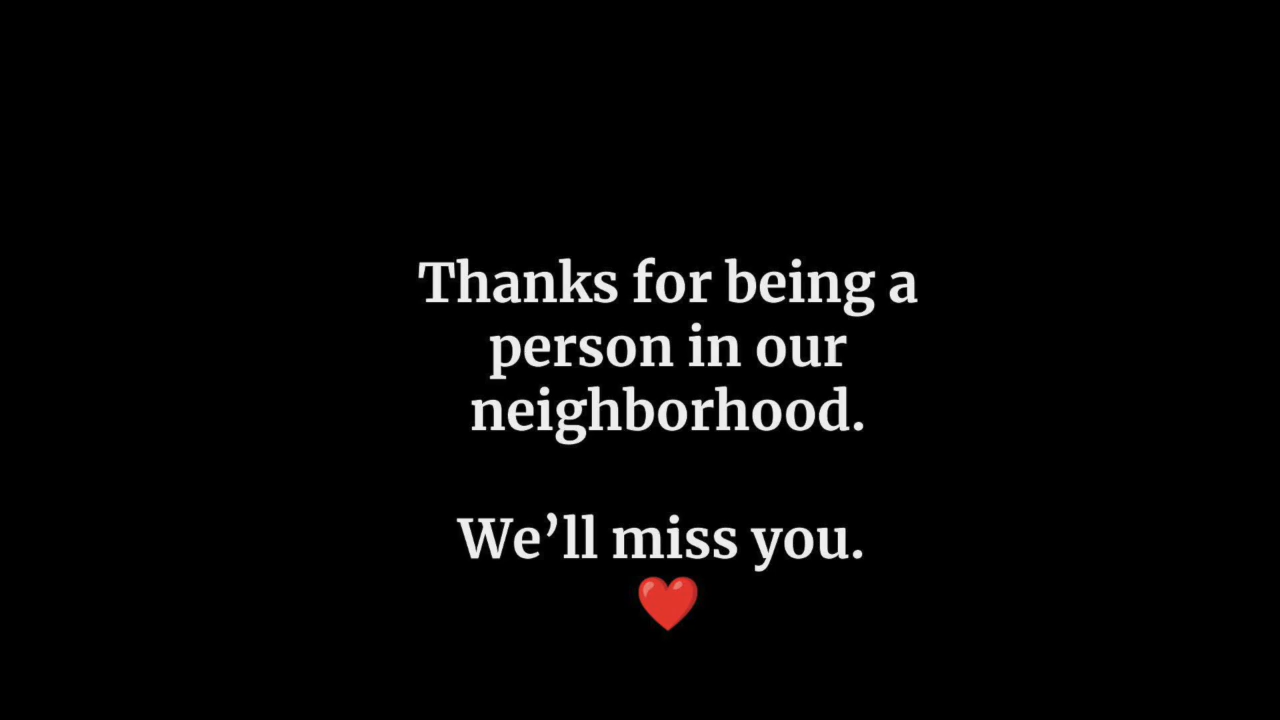 Thanks for being a
person in our
neighborhood.
We’ll miss you.
❤️